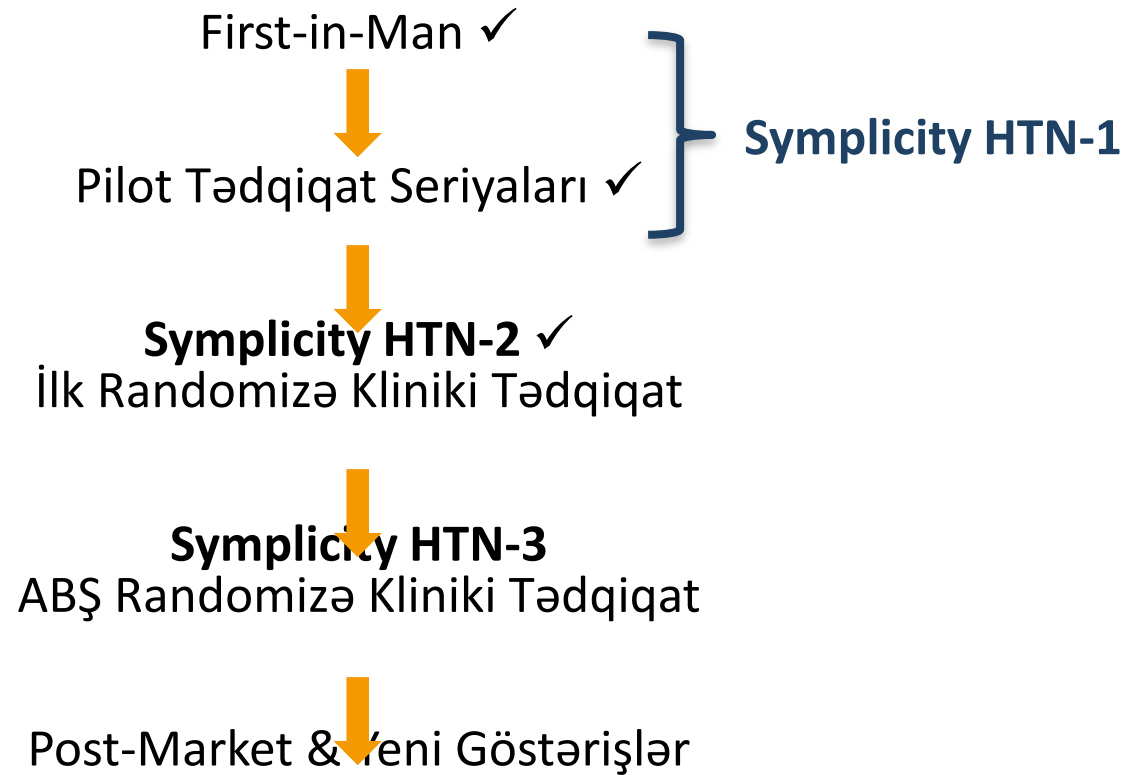 First-in-Man ✓
Pilot Tədqiqat Seriyaları ✓
Symplicity HTN-1
Symplicity HTN-2 ✓
İlk Randomizə Kliniki Tədqiqat
Symplicity HTN-3
ABŞ Randomizə Kliniki Tədqiqat
Post-Market & Yeni Göstərişlər